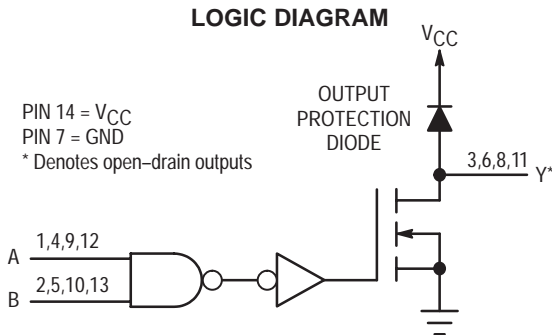 LOGIC DIAGRAM
VCC
OUTPUT
PROTECTION
DIODE
PIN 14 = VCC
PIN 7 = GND
* Denotes open–drain outputs
3,6,8,11
Y*
A
1,4,9,12
B
2,5,10,13